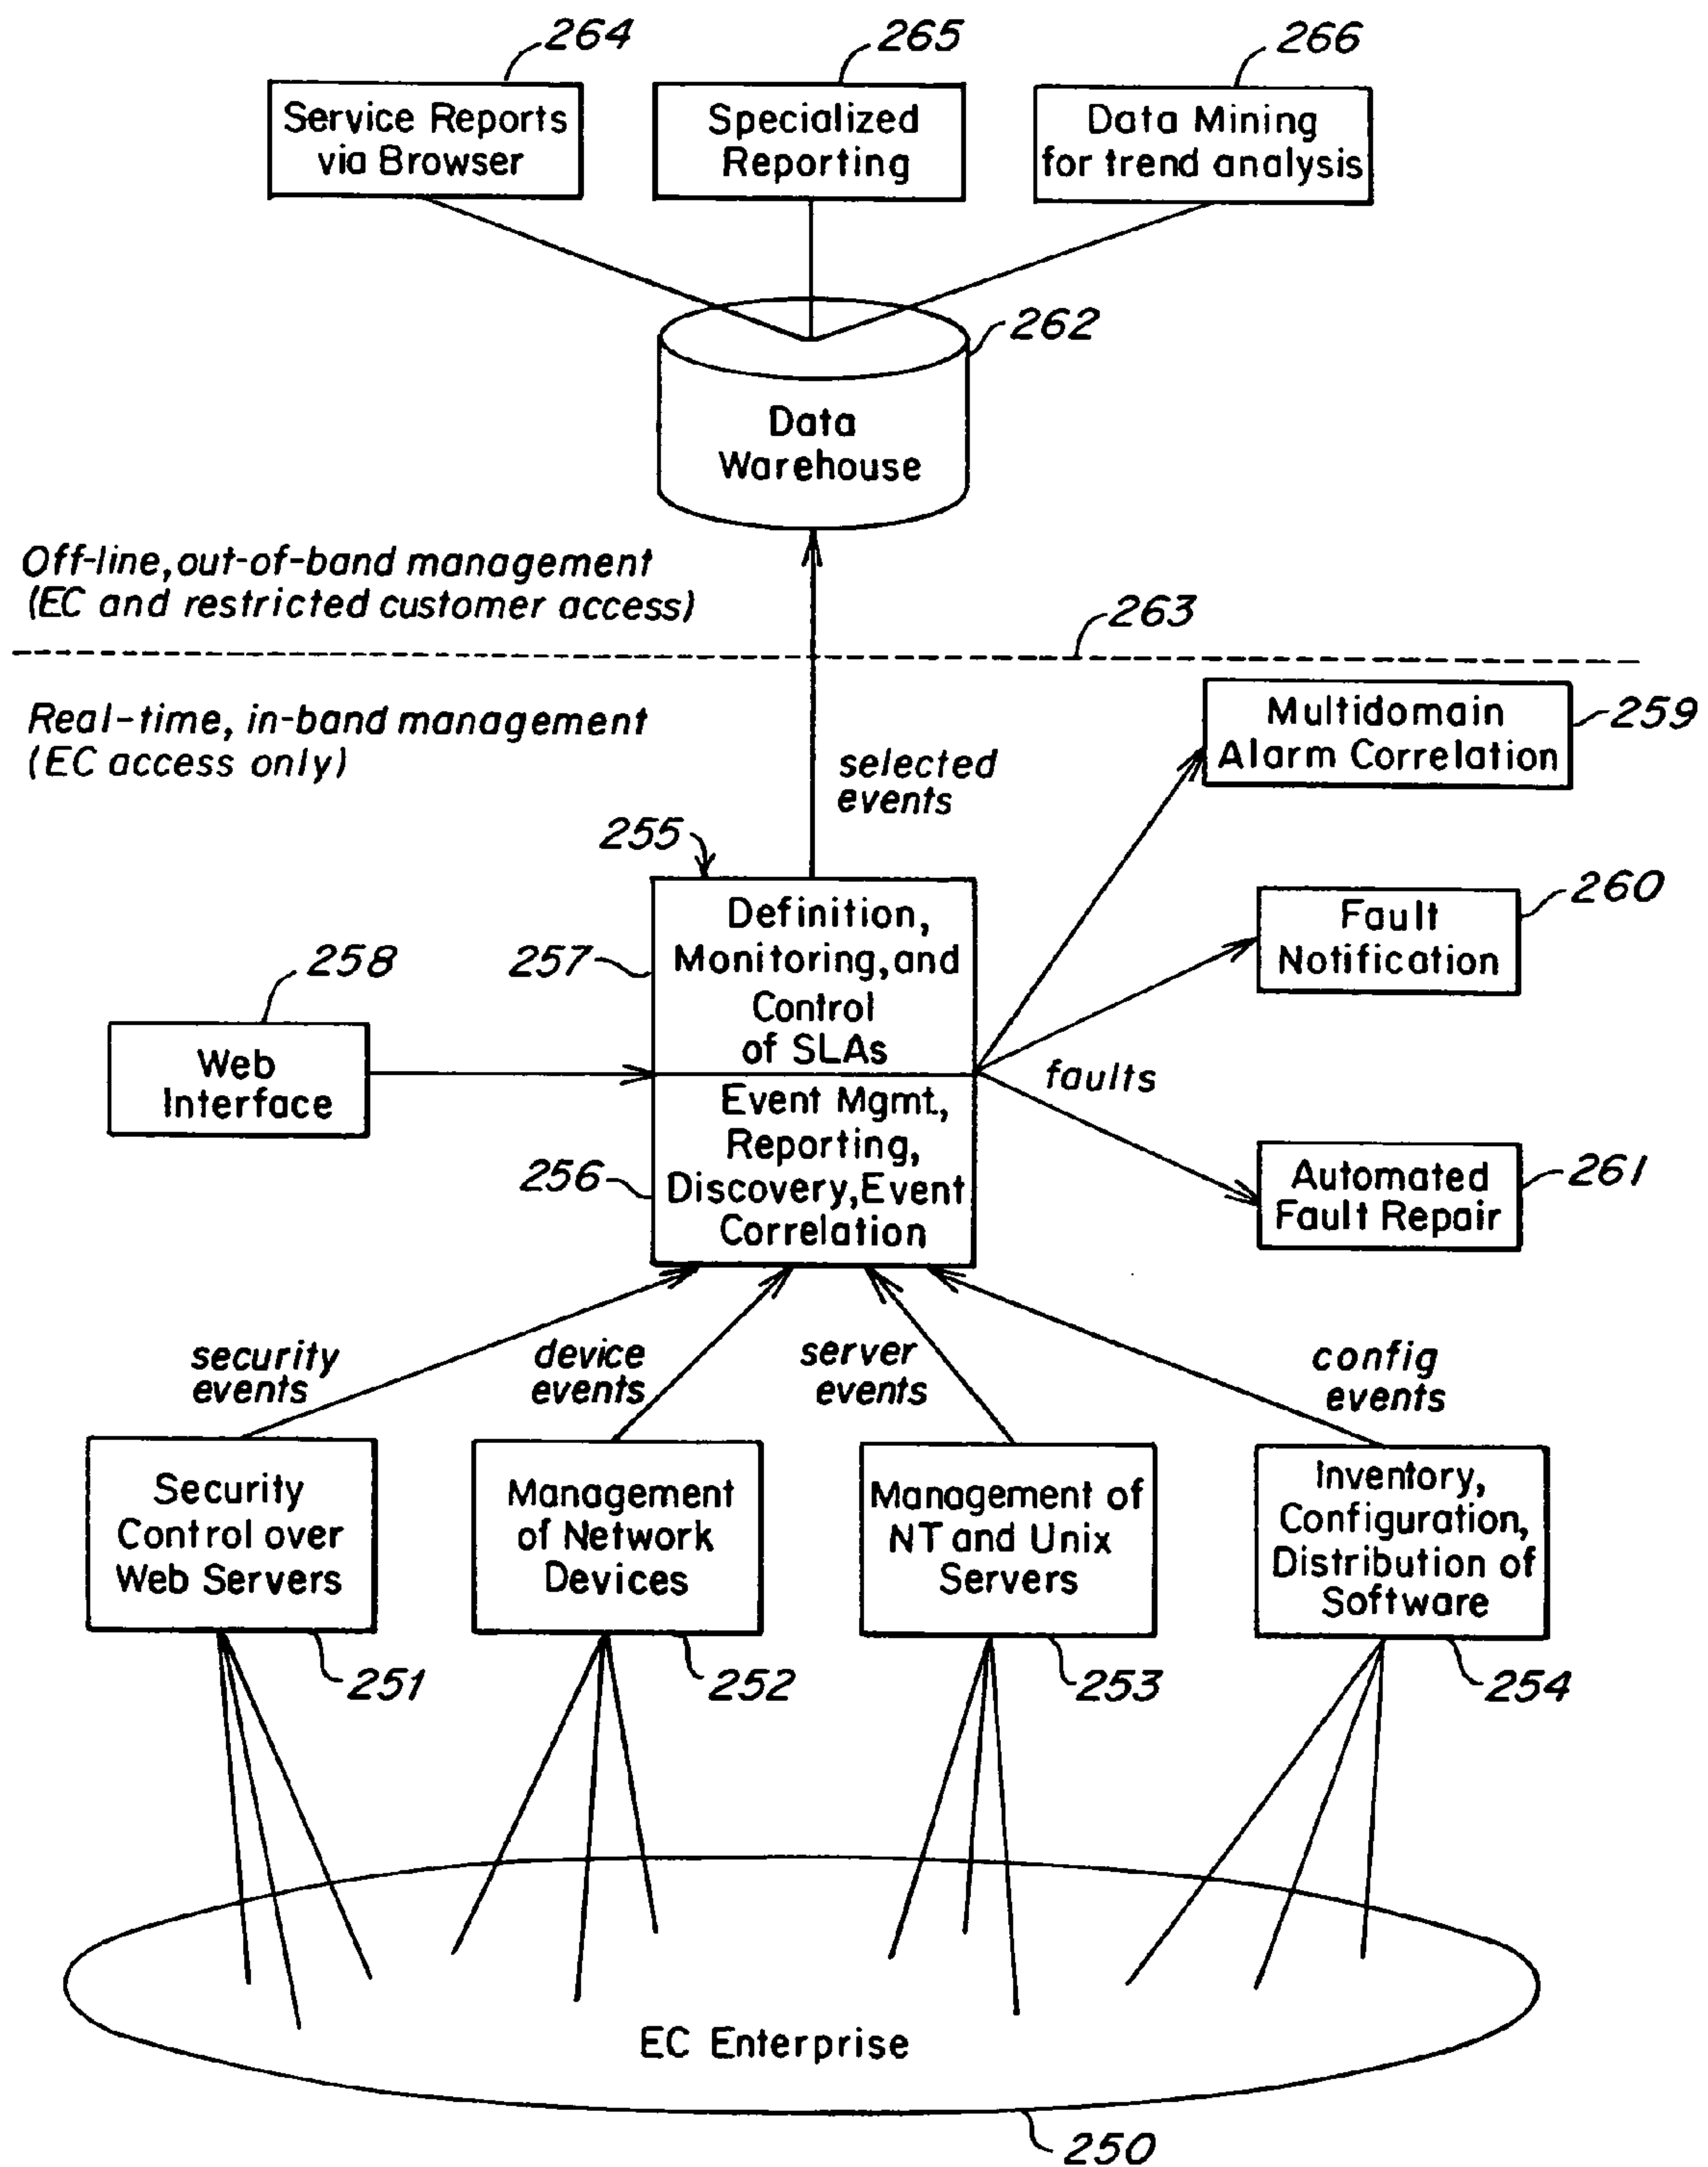 264
265
266
Service Reports
via Browser
Specialized
Reporting
Data Mining
for trend analysis
262
Data
Warehouse
Off-line, out-of-band management
(EC and restricted customer access)
263
Real-time, in-band management
(EC access only)
Multidomain
Alarm Correlation
259
selected
events
255
260
Fault
Notification
257
Definition,
Monitoring, and
Control
of SLAs
258
Web
Interface
faults
256
Event Mgmt.,
Reporting,
Discovery, Event
Correlation
Automated
Fault Repair
261
security
events
device
events
server
events
config
events
Security
Control over
Web Servers
Management
of Network
Devices
Management of
NT and Unix
Servers
Inventory,
Configuration,
Distribution of
Software
251
252
253
254
EC Enterprise
250